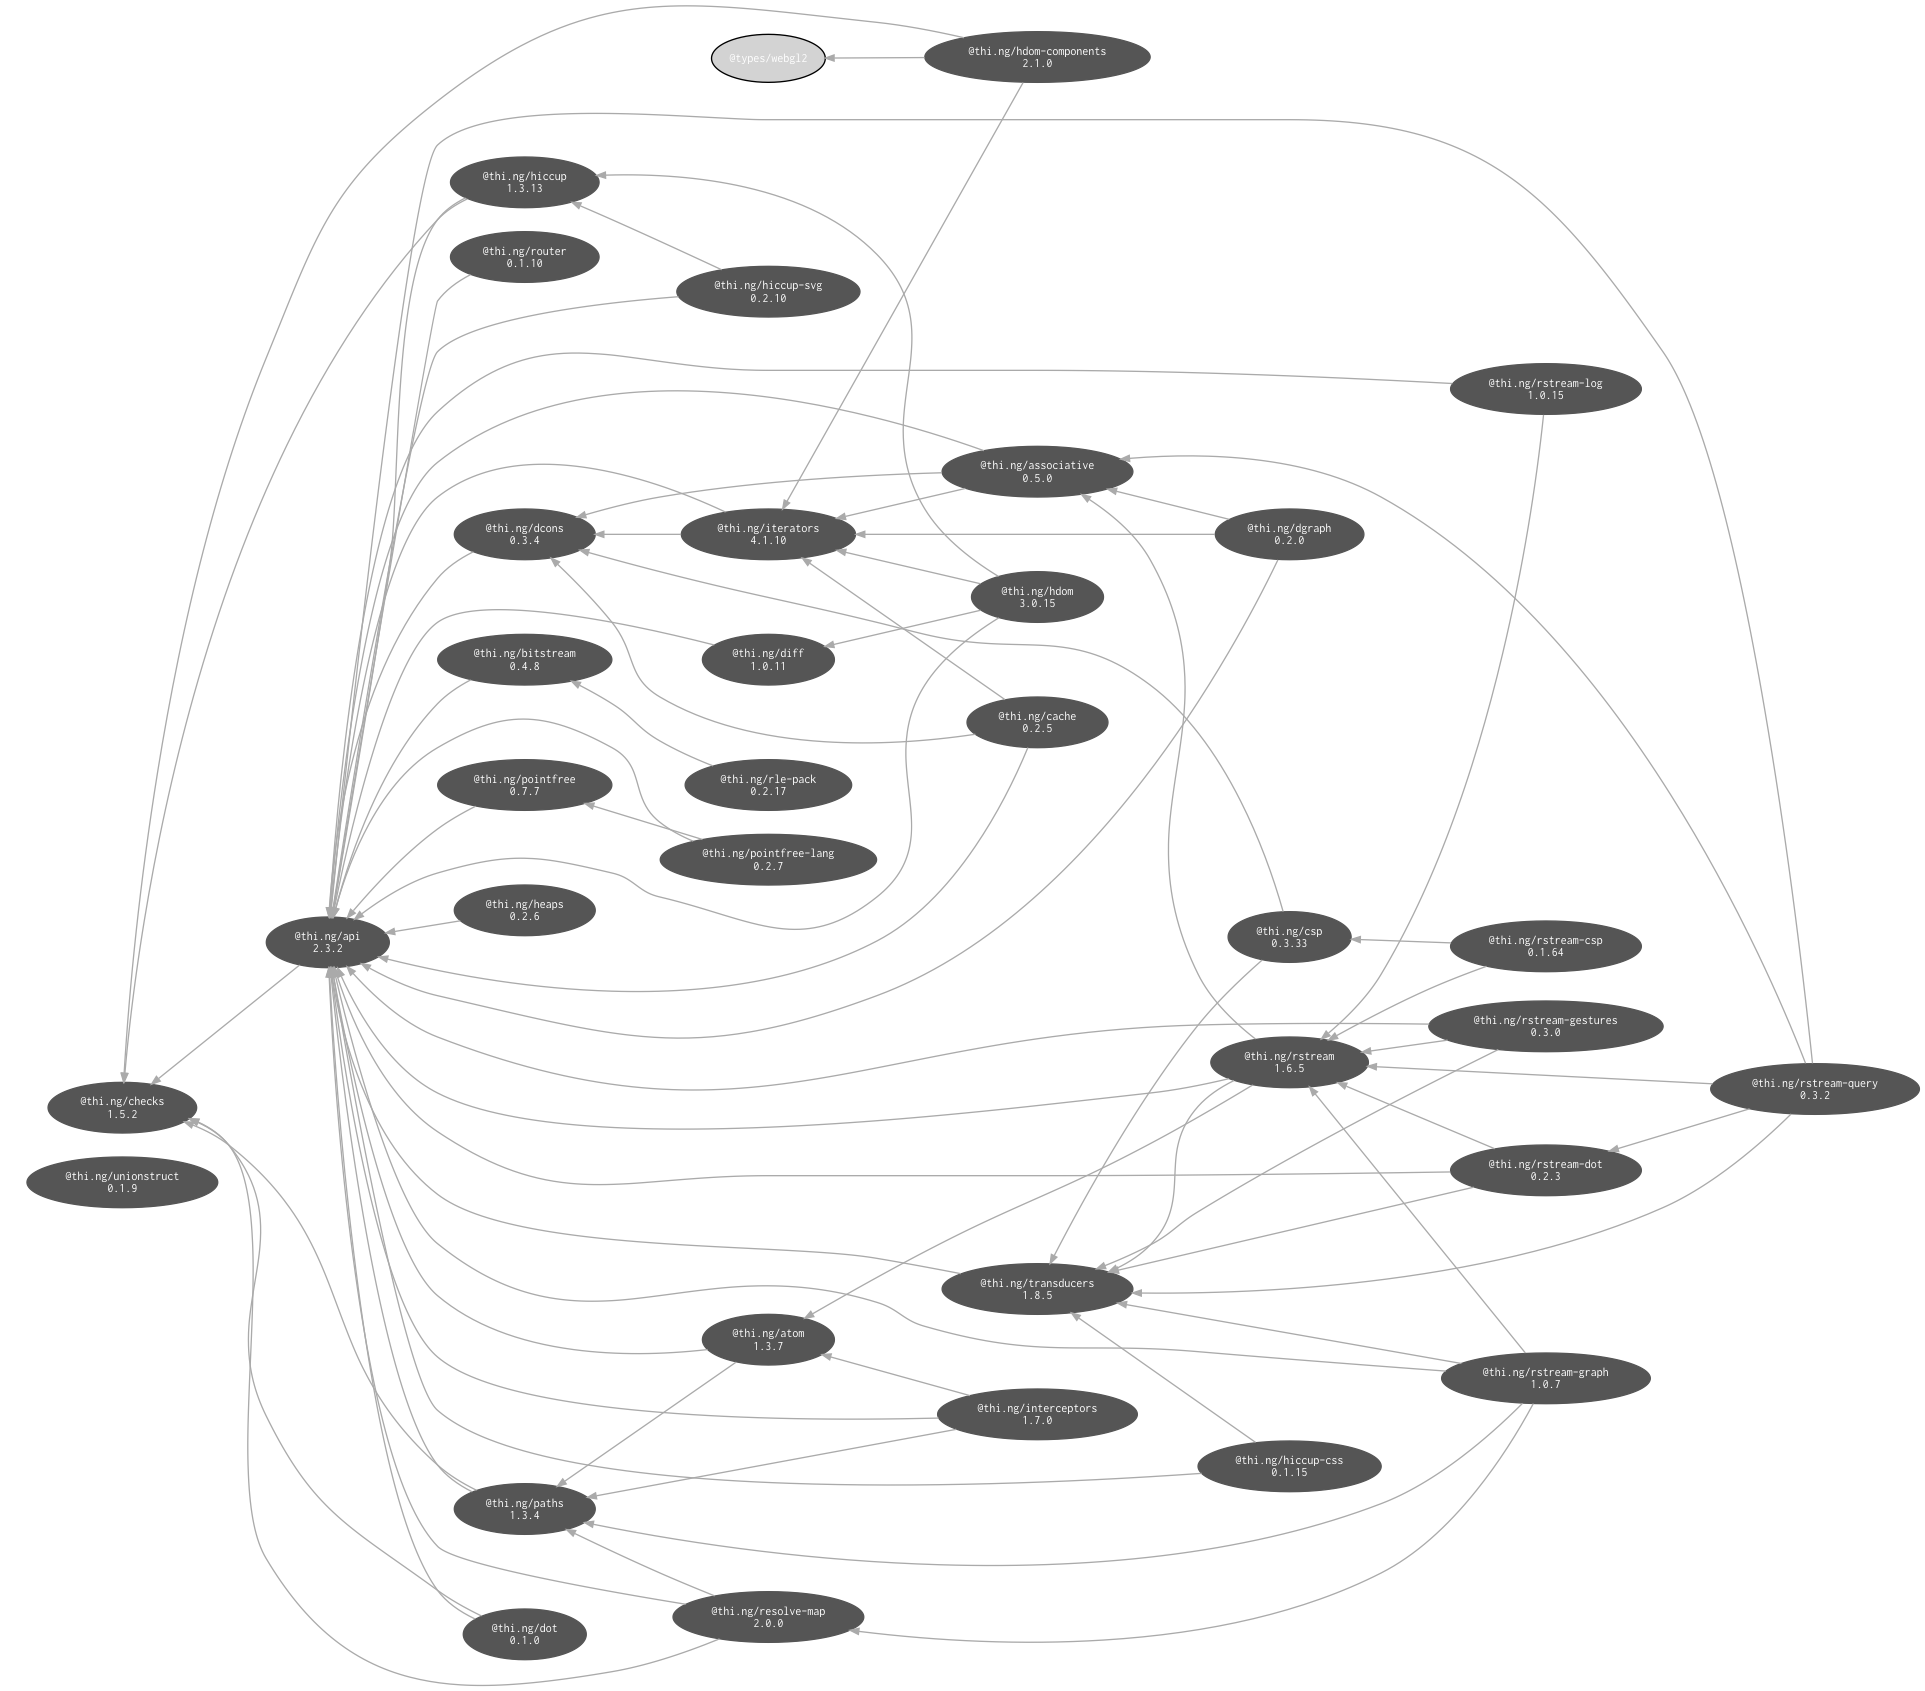 @thi.ng/hdom-components
2.1.0
@types/webgl2
@thi.ng/hiccup
1.3.13
@thi.ng/router
0.1.10
@thi.ng/hiccup-svg
0.2.10
@thi.ng/rstream-log
1.0.15
@thi.ng/associative
0.5.0
@thi.ng/dcons
0.3.4
@thi.ng/iterators
4.1.10
@thi.ng/dgraph
0.2.0
@thi.ng/hdom
3.0.15
@thi.ng/bitstream
0.4.8
@thi.ng/diff
1.0.11
@thi.ng/cache
0.2.5
@thi.ng/pointfree
0.7.7
@thi.ng/rle-pack
0.2.17
@thi.ng/pointfree-lang
0.2.7
@thi.ng/heaps
0.2.6
@thi.ng/api
2.3.2
@thi.ng/csp
0.3.33
@thi.ng/rstream-csp
0.1.64
@thi.ng/rstream-gestures
0.3.0
@thi.ng/rstream
1.6.5
@thi.ng/rstream-query
0.3.2
@thi.ng/checks
1.5.2
@thi.ng/unionstruct
0.1.9
@thi.ng/rstream-dot
0.2.3
@thi.ng/transducers
1.8.5
@thi.ng/atom
1.3.7
@thi.ng/rstream-graph
1.0.7
@thi.ng/interceptors
1.7.0
@thi.ng/hiccup-css
0.1.15
@thi.ng/paths
1.3.4
@thi.ng/resolve-map
2.0.0
@thi.ng/dot
0.1.0